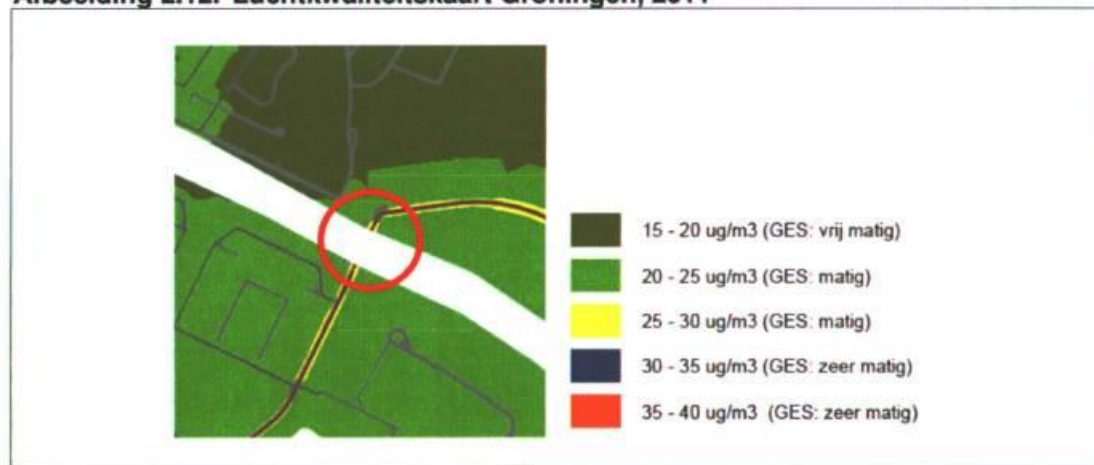 15 - 20 ug/m3 (GES: vrij matig)
20 - 25 ug/m3 (GES: matig)
25 - 30 ug/m3 (GES: matig)
30 - 35 ug/m3 (GES: zeer matig)
35 - 40 ug/m3 (GES: zeer matig)